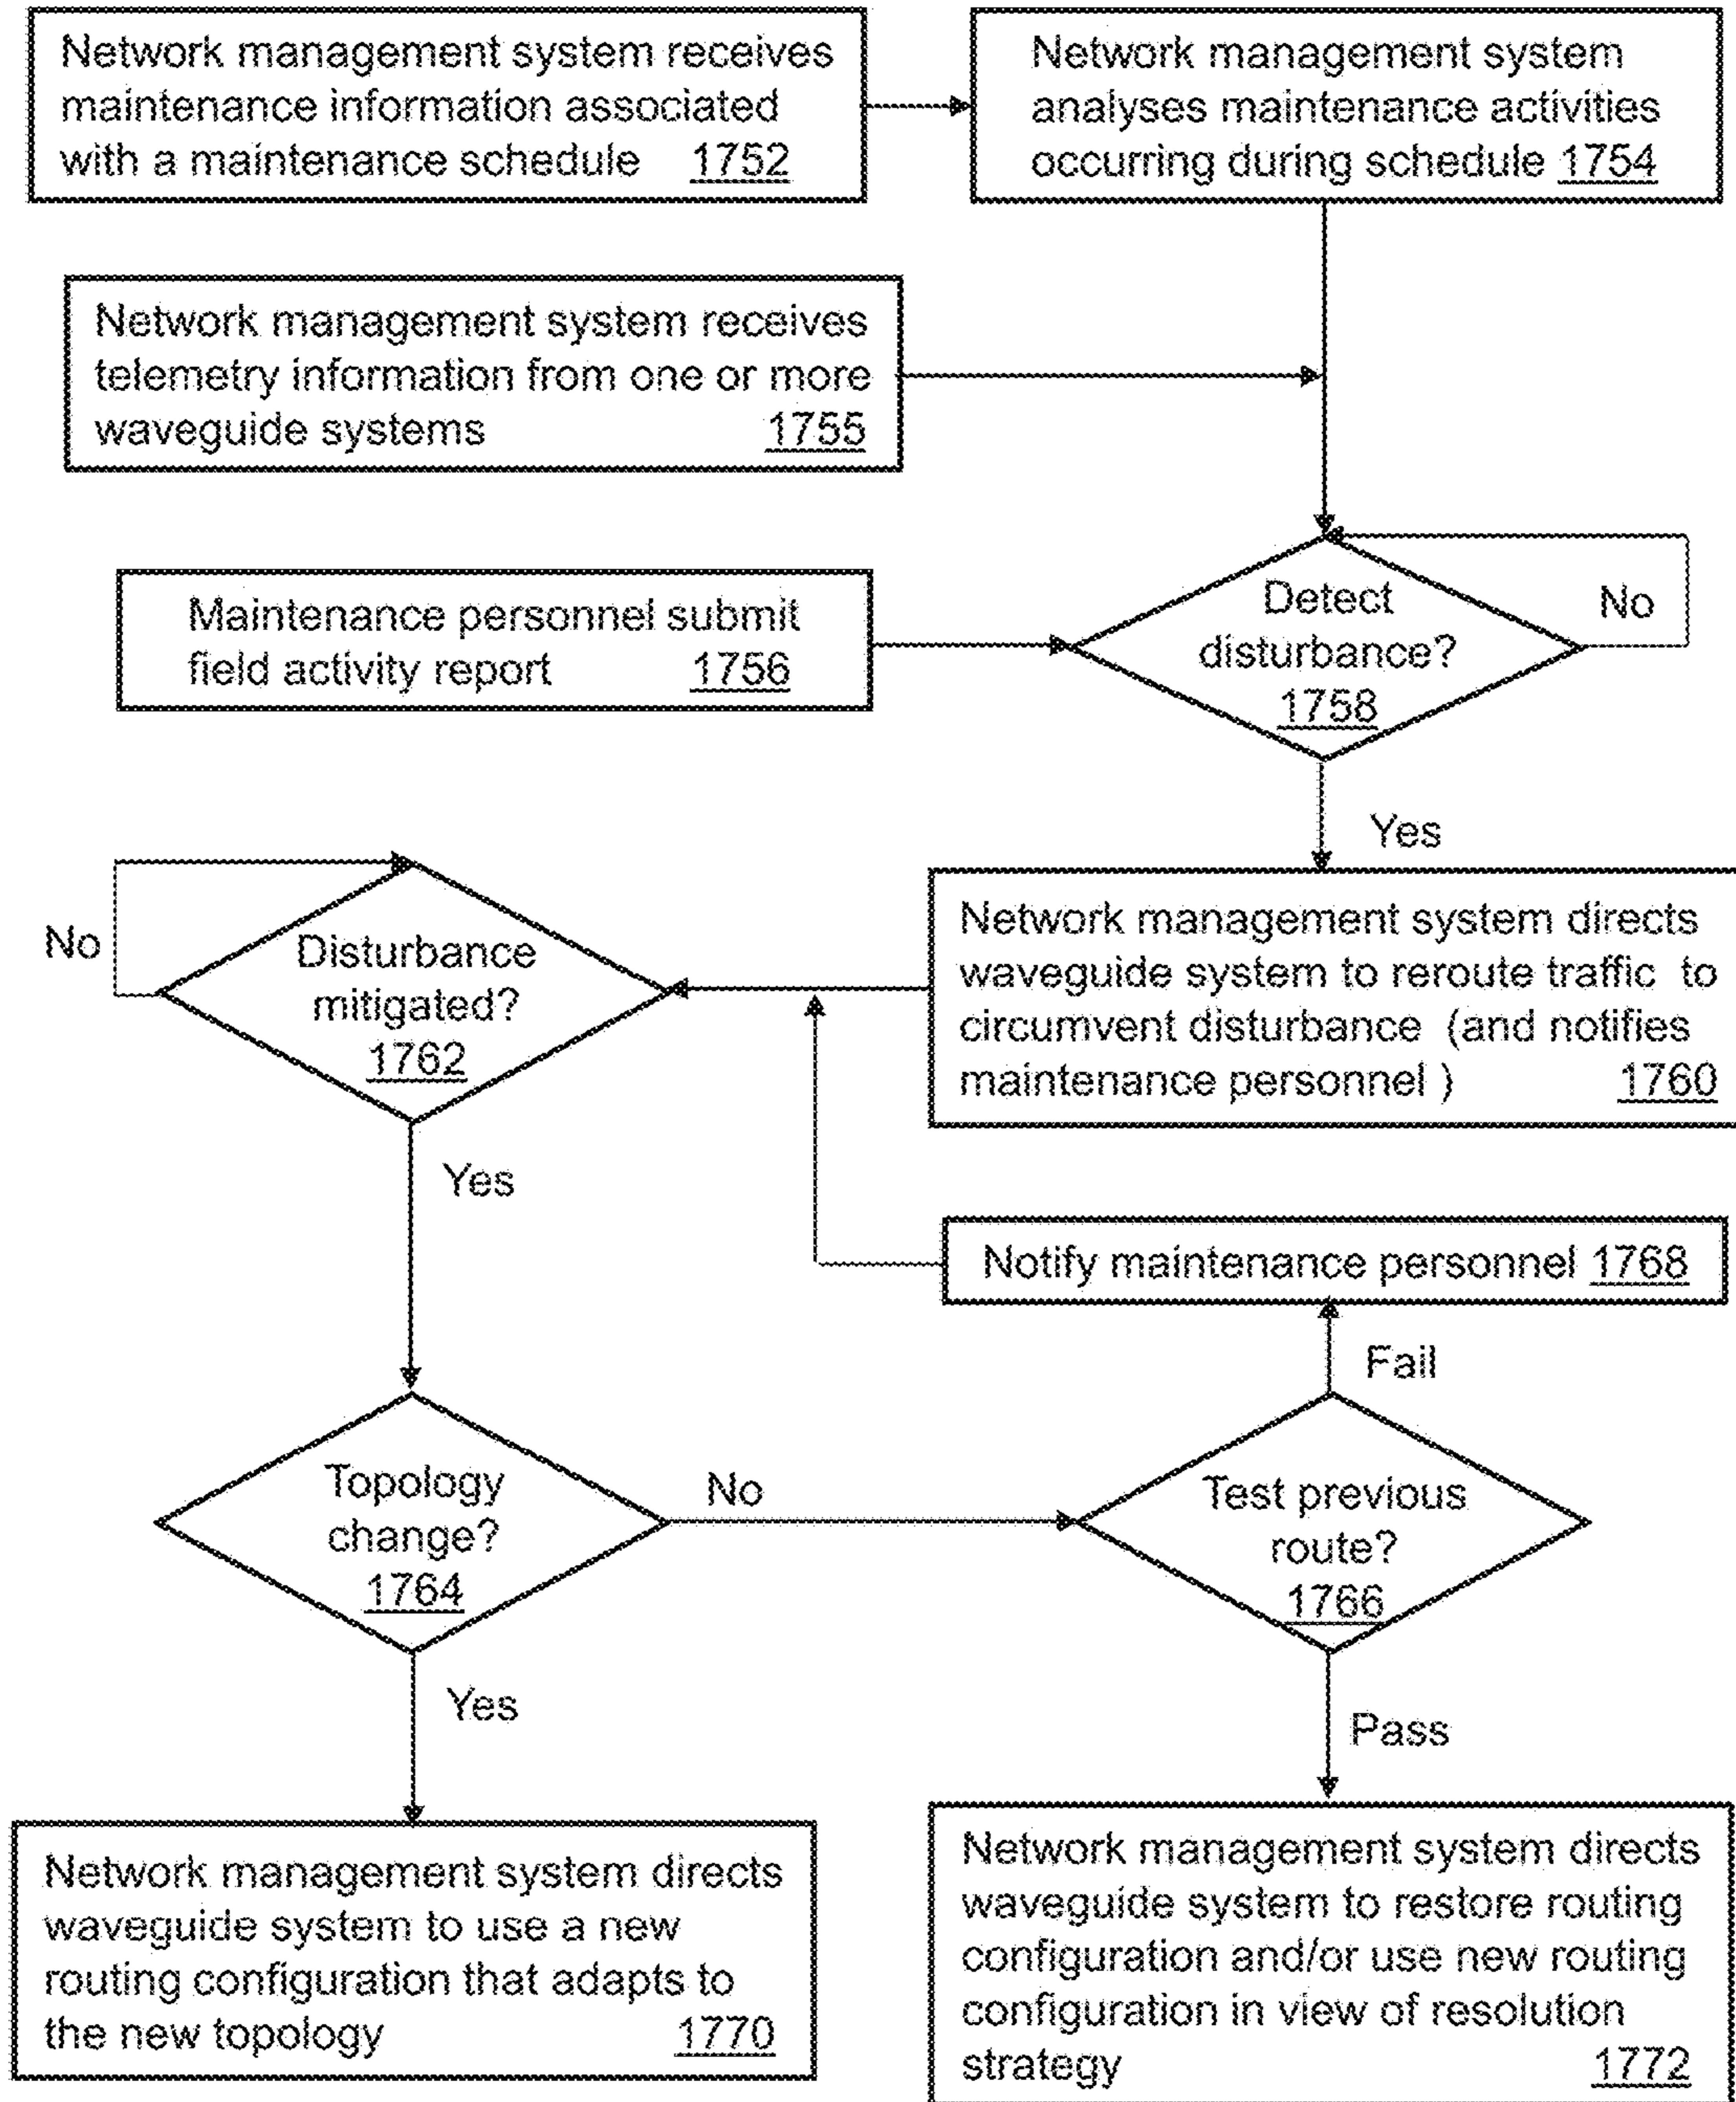 Network management system receives
maintenance information associated
with a maintenance schedule 1752
Network management system
analyses maintenance activities
occurring during schedule 1754
Network management system receives
telemetry information from one or more
waveguide systems 1755
Maintenance personnel submit
field activity report 1756
Detect
disturbance?
1758
No
Yes
Network management system directs
waveguide system to reroute traffic to
circumvent disturbance (and notifies
maintenance personnel ) 1760
Disturbance
mitigated?
1762
No
Yes
Notify maintenance personnel 1768
Fail
Topology
change?
1764
No
Test previous
route?
1766
Yes
Pass
Network management system directs
waveguide system to use a new
routing configuration that adapts to
the new topology 1770
Network management system directs
waveguide system to restore routing
configuration and/or use new routing
configuration in view of resolution
strategy 1772